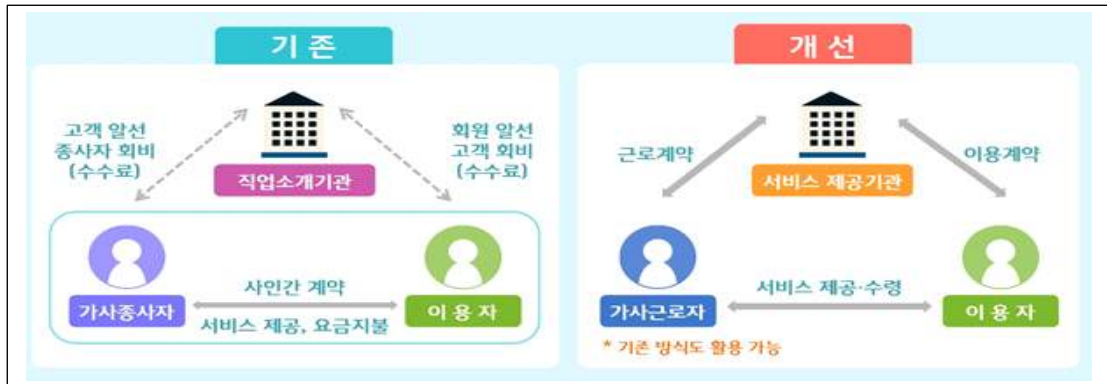 기 존
고객 알선
종사자 회비
(수수료)
회원 알선
고객 회비
(수수료)
직업소개기관
가사종사자
사인간 계약
서비스 제공, 요금지불
이 용 자
개 선
근로계약
이용계약
서비스 제공기관
가사근로자
서비스 제공·수령
이 용 자
* 기존 방식도 활용 가능